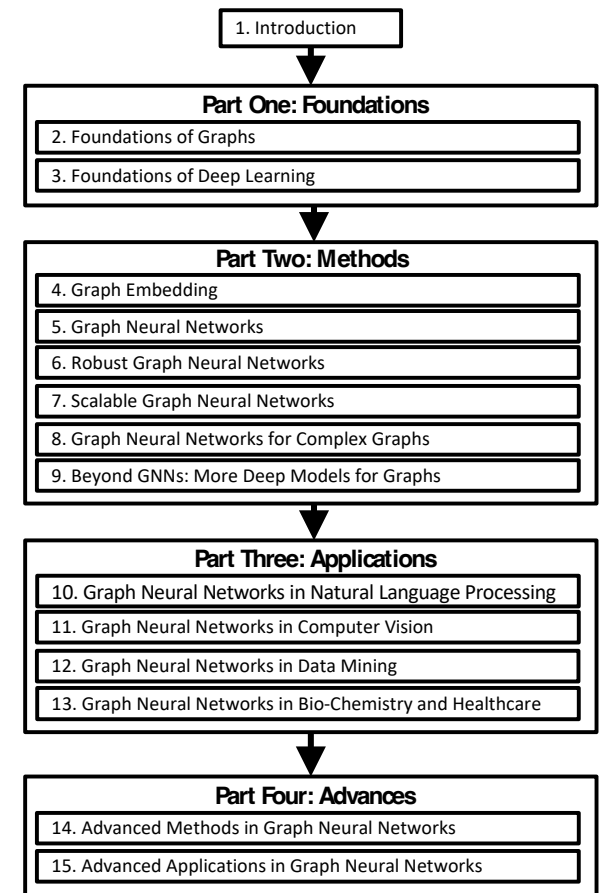 1. Introduction
Part One: Foundations
2. Foundations of Graphs
3. Foundations of Deep Learning
Part Two: Methods
4. Graph Embedding
5. Graph Neural Networks
6. Robust Graph Neural Networks
7. Scalable Graph Neural Networks
8. Graph Neural Networks for Complex Graphs
9. Beyond GNNs: More Deep Models for Graphs
Part Three: Applications
10. Graph Neural Networks in Natural Language Processing
11. Graph Neural Networks in Computer Vision
12. Graph Neural Networks in Data Mining
13. Graph Neural Networks in Bio-Chemistry and Healthcare
Part Four: Advances
14. Advanced Methods in Graph Neural Networks
15. Advanced Applications in Graph Neural Networks